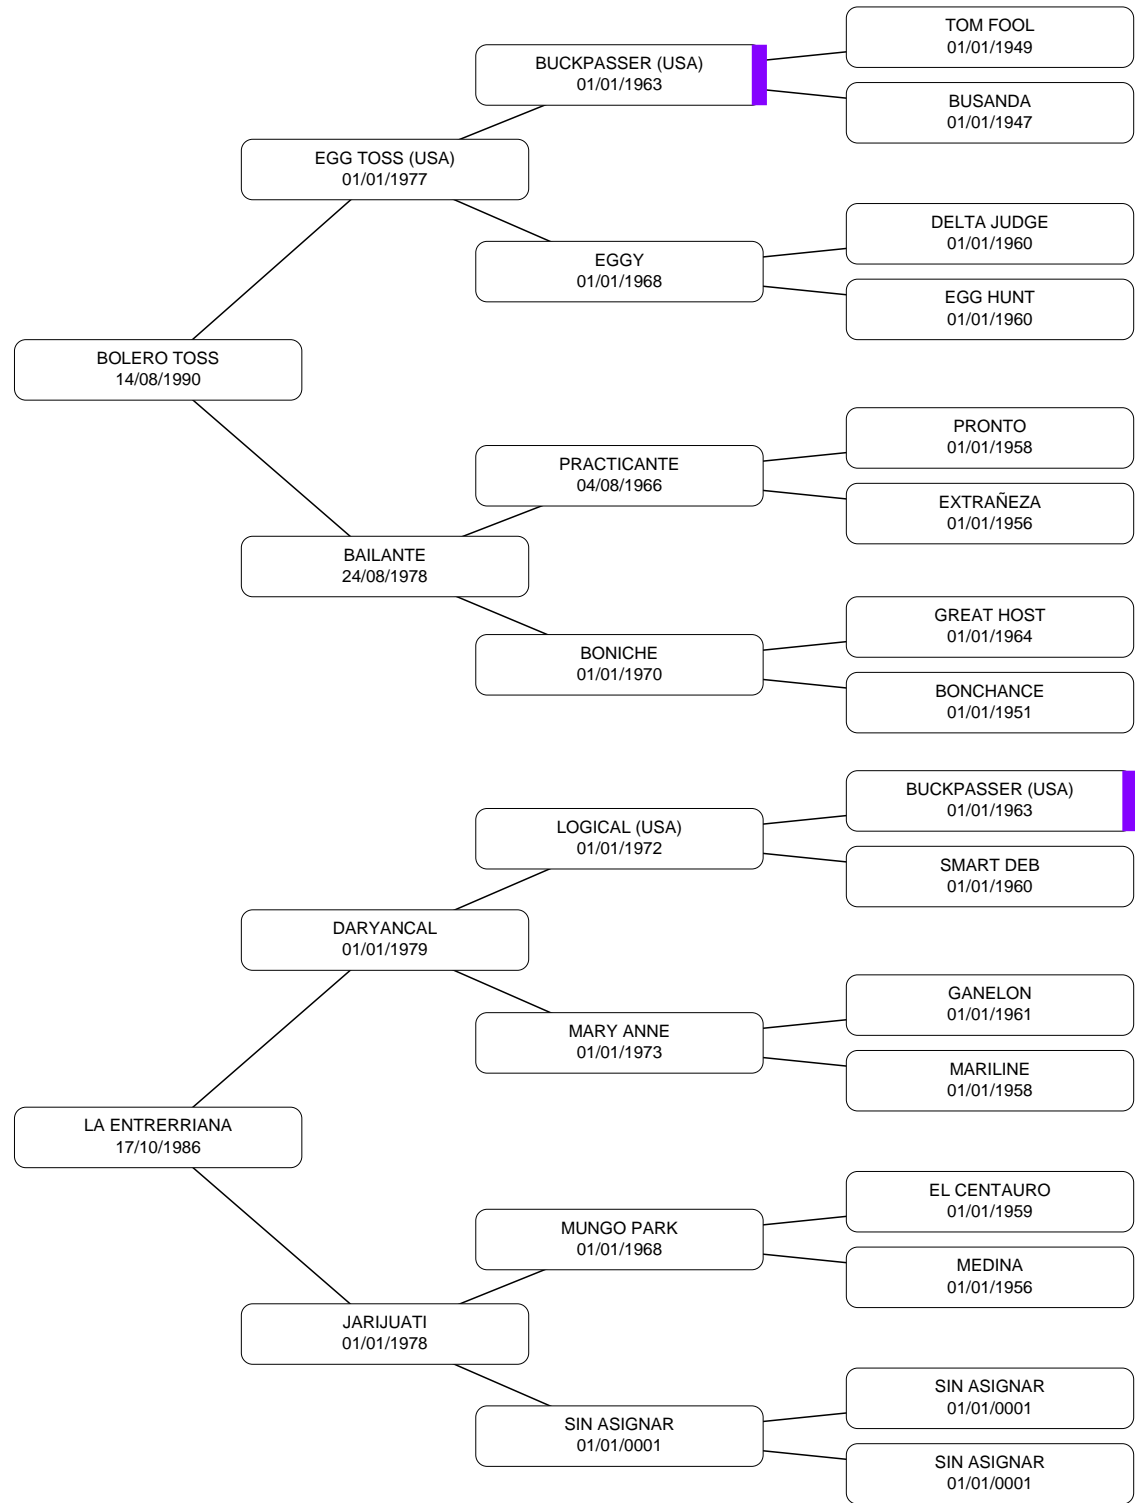 TOM FOOL
01/01/1949
BUCKPASSER (USA)
01/01/1963
BUSANDA
01/01/1947
EGG TOSS (USA)
01/01/1977
DELTA JUDGE
01/01/1960
EGGY
01/01/1968
EGG HUNT
01/01/1960
BOLERO TOSS
14/08/1990
PRONTO
01/01/1958
PRACTICANTE
04/08/1966
EXTRAÑEZA
01/01/1956
BAILANTE
24/08/1978
GREAT HOST
01/01/1964
BONICHE
01/01/1970
BONCHANCE
01/01/1951
BUCKPASSER (USA)
01/01/1963
LOGICAL (USA)
01/01/1972
SMART DEB
01/01/1960
DARYANCAL
01/01/1979
GANELON
01/01/1961
MARY ANNE
01/01/1973
MARILINE
01/01/1958
LA ENTRERRIANA
17/10/1986
EL CENTAURO
01/01/1959
MUNGO PARK
01/01/1968
MEDINA
01/01/1956
JARIJUATI
01/01/1978
SIN ASIGNAR
01/01/0001
SIN ASIGNAR
01/01/0001
SIN ASIGNAR
01/01/0001